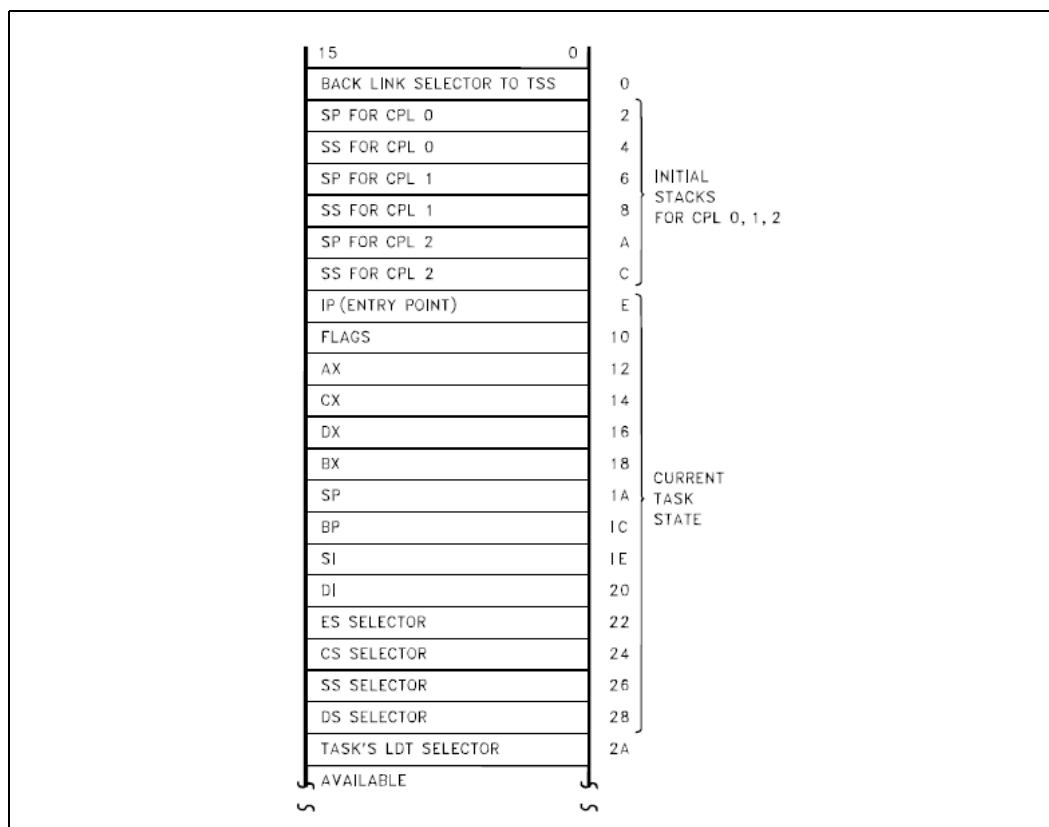 15 0
BACK LINK SELECTOR TO TSS 0
SP FOR CPL 0 2
SS FOR CPL 0 4
SP FOR CPL 1 6
SS FOR CPL 1 8
SP FOR CPL 2 A
SS FOR CPL 2 C
INITIAL
STACKS
FOR CPL 0, 1, 2
IP (ENTRY POINT) E
FLAGS 10
AX 12
CX 14
DX 16
BX 18
SP 1A
BP 1C
SI 1E
DI 20
ES SELECTOR 22
CS SELECTOR 24
SS SELECTOR 26
DS SELECTOR 28
CURRENT
TASK
STATE
TASK'S LDT SELECTOR 2A
AVAILABLE